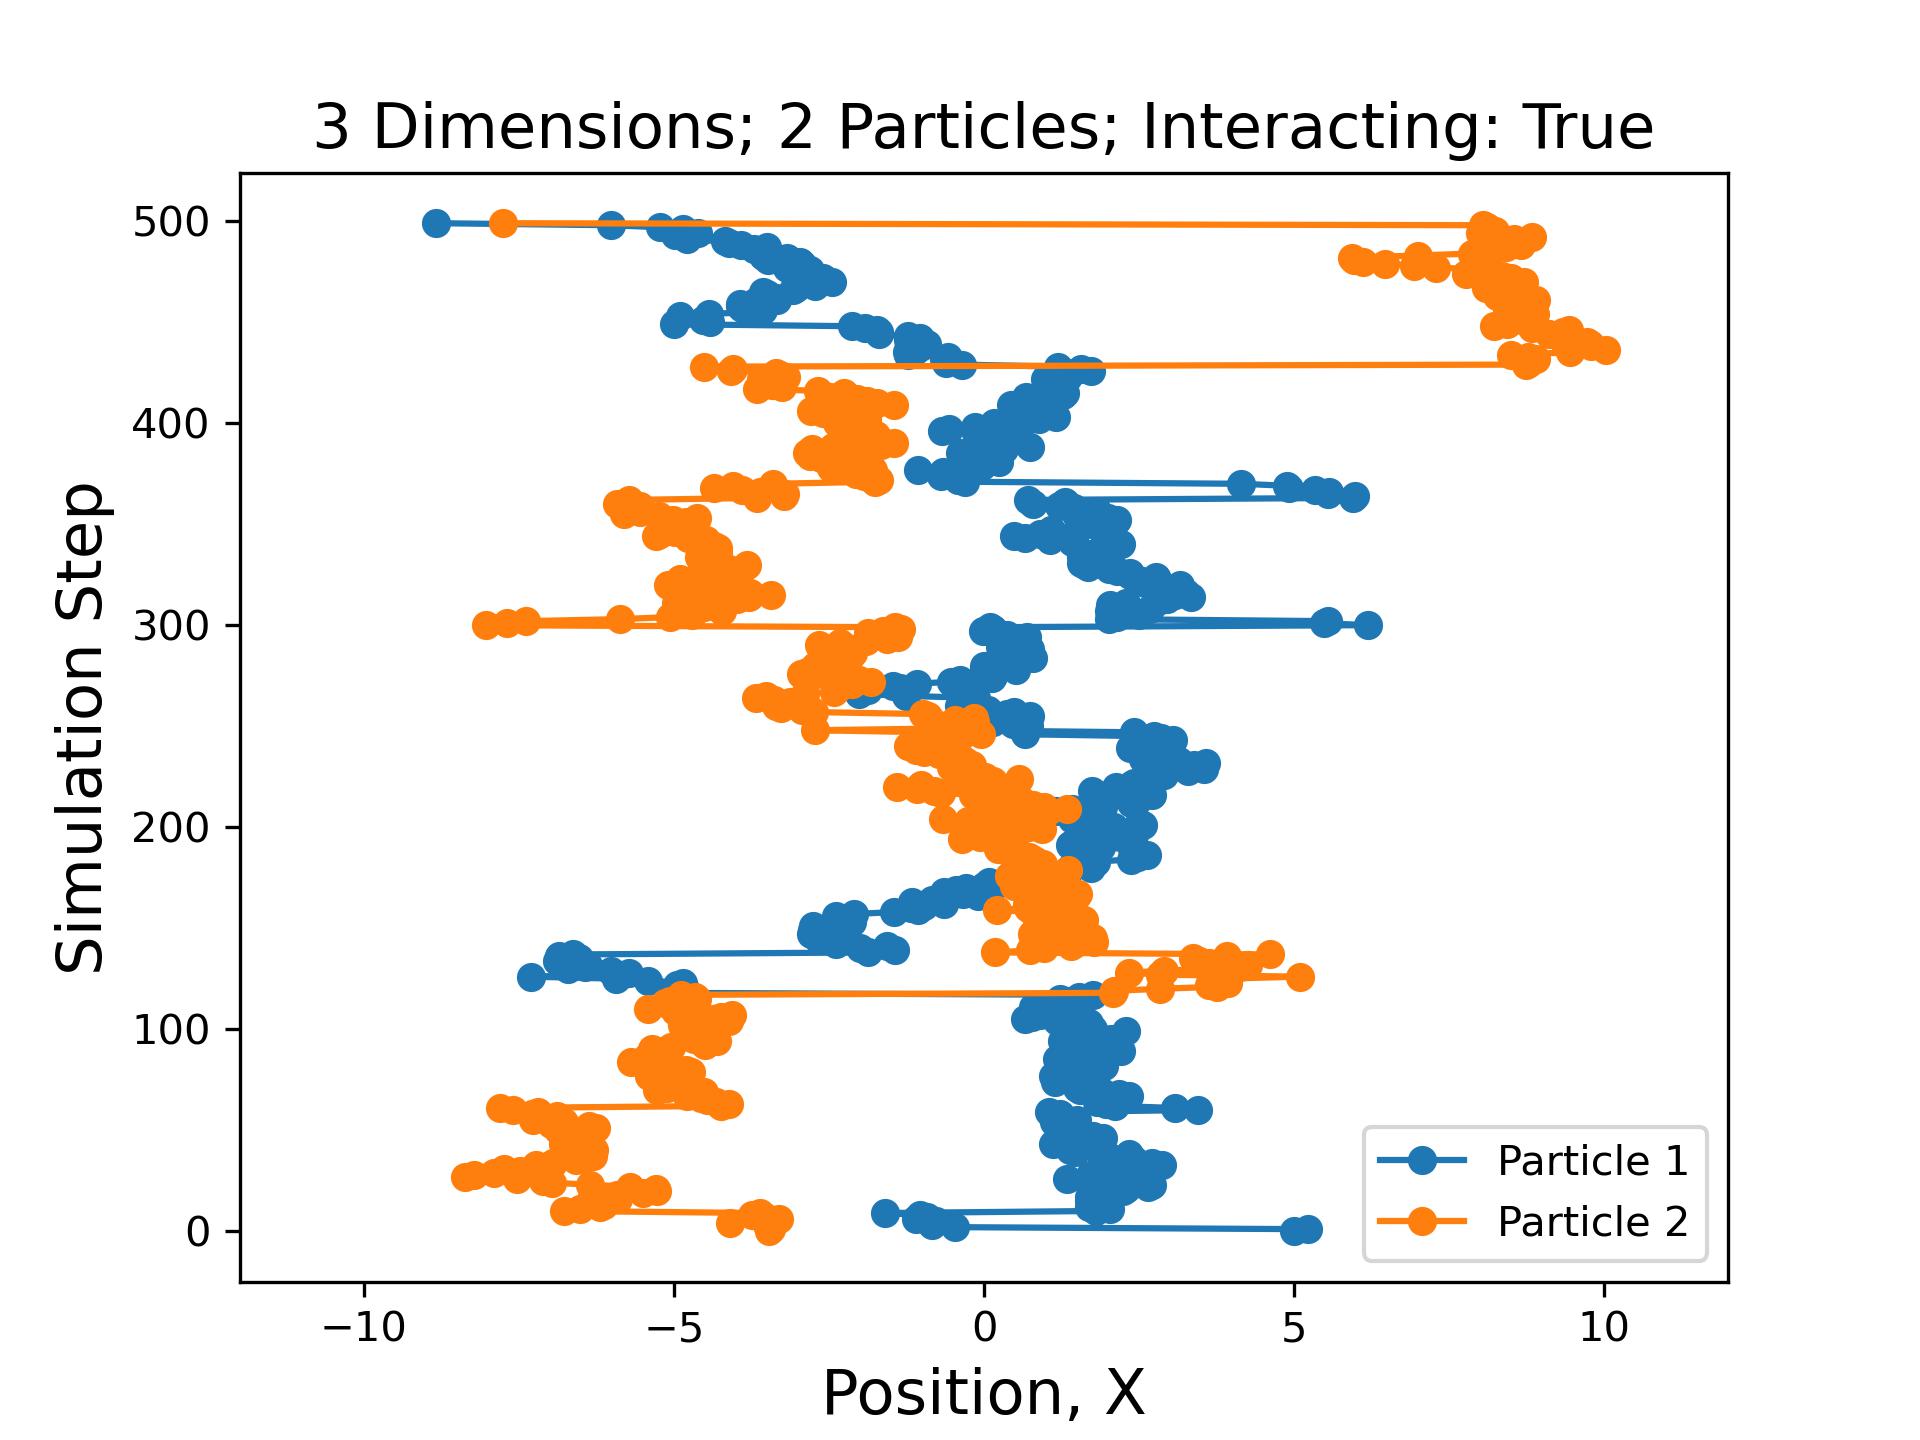 3 Dimensions; 2 Particles; Interacting: True
Simulation Step
500
400
300
200
100
0
−10
−5
0
5
10
Position, X
Particle 1
Particle 2